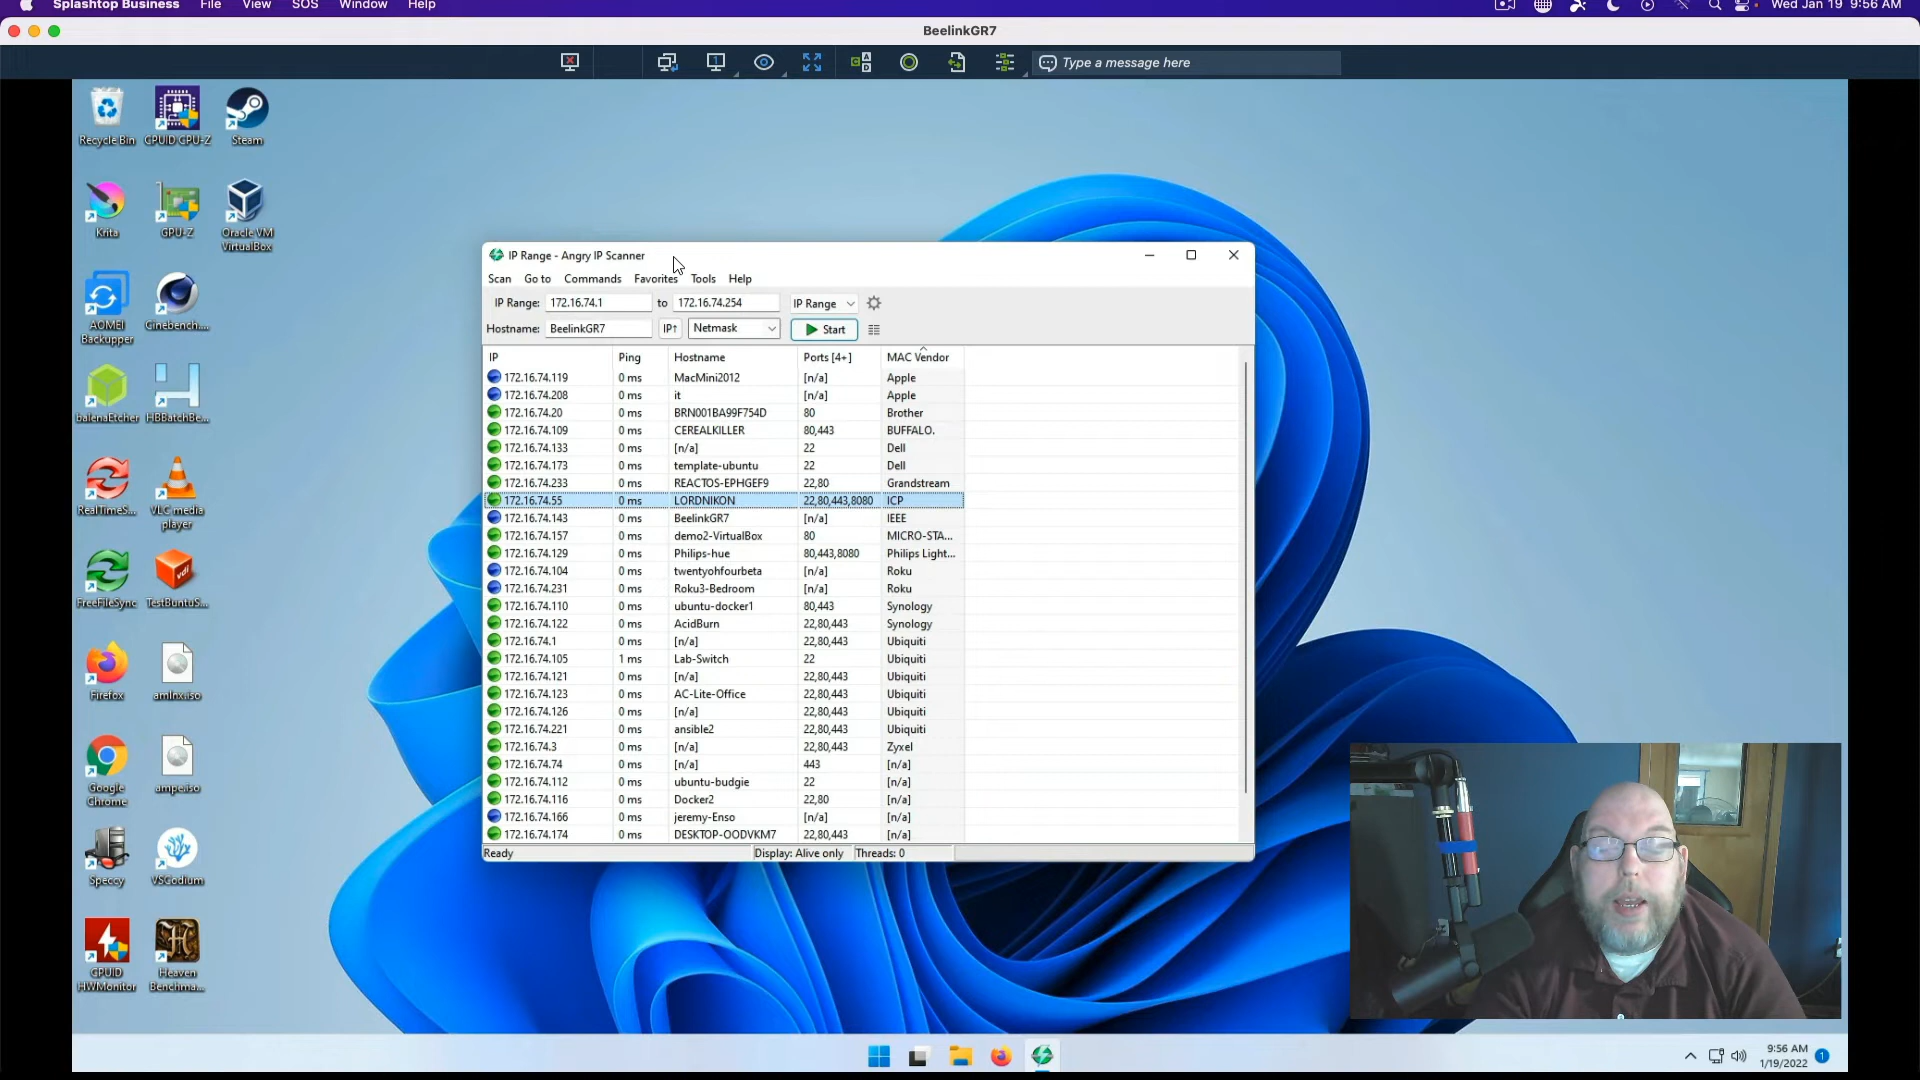 Splashtop Business File View SOS Window Help Wed Jan 19 9:56 AM
BeelinkGR7
Type a message here
Recycle Bin CPUID CPU-Z Steam
Krita GPU-Z Oracle VM
VirtualBox
AOMEI
Backupper Cinebench....
balenaEtcher HBBatchBe...
RealTimeS... VLC media
player
FreeFileSync TestBuntuS...
Firefox amlnx.iso
Google
Chrome ampe.iso
Speccy VSCodium
CPUID
HWMonitor Heaven
Benchma...
IP Range - Angry IP Scanner
Scan Go to Commands Favorites Tools Help
IP Range: 172.16.74.1 to 172.16.74.254 IP Range
Hostname: BeelinkGR7 IP↑ Netmask Start
IP Ping Hostname Ports [4+] MAC Vendor
172.16.74.119 0 ms MacMini2012 [n/a] Apple
172.16.74.208 0 ms it [n/a] Apple
172.16.74.20 0 ms BRN001BA99F754D 80 Brother
172.16.74.109 0 ms CEREALKILLER 80,443 BUFFALO.
172.16.74.133 0 ms [n/a] 22 Dell
172.16.74.173 0 ms template-ubuntu 22 Dell
172.16.74.233 0 ms REACTOS-EPHGEF9 22,80 Grandstream
172.16.74.55 0 ms LORDNIKON 22,80,443,8080 ICP
172.16.74.143 0 ms BeelinkGR7 [n/a] IEEE
172.16.74.157 0 ms demo2-VirtualBox 80 MICRO-STA...
172.16.74.129 0 ms Philips-hue 80,443,8080 Philips Light...
172.16.74.104 0 ms twentyohfourbeta [n/a] Roku
172.16.74.231 0 ms Roku3-Bedroom [n/a] Roku
172.16.74.110 0 ms ubuntu-docker1 80,443 Synology
172.16.74.122 0 ms AcidBurn 22,80,443 Synology
172.16.74.1 0 ms [n/a] 22,80,443 Ubiquiti
172.16.74.105 1 ms Lab-Switch 22 Ubiquiti
172.16.74.121 0 ms [n/a] 22,80,443 Ubiquiti
172.16.74.123 0 ms AC-Lite-Office 22,80,443 Ubiquiti
172.16.74.126 0 ms [n/a] 22,80,443 Ubiquiti
172.16.74.221 0 ms ansible2 22,80,443 Ubiquiti
172.16.74.3 0 ms [n/a] 22,80,443 Zyxel
172.16.74.74 0 ms [n/a] 443 [n/a]
172.16.74.112 0 ms ubuntu-budgie 22 [n/a]
172.16.74.116 0 ms Docker2 22,80 [n/a]
172.16.74.166 0 ms jeremy-Enso [n/a] [n/a]
172.16.74.174 0 ms DESKTOP-OODVKM7 22,80,443 [n/a]
Ready Display: Alive only Threads: 0
9:56 AM
1/19/2022 1